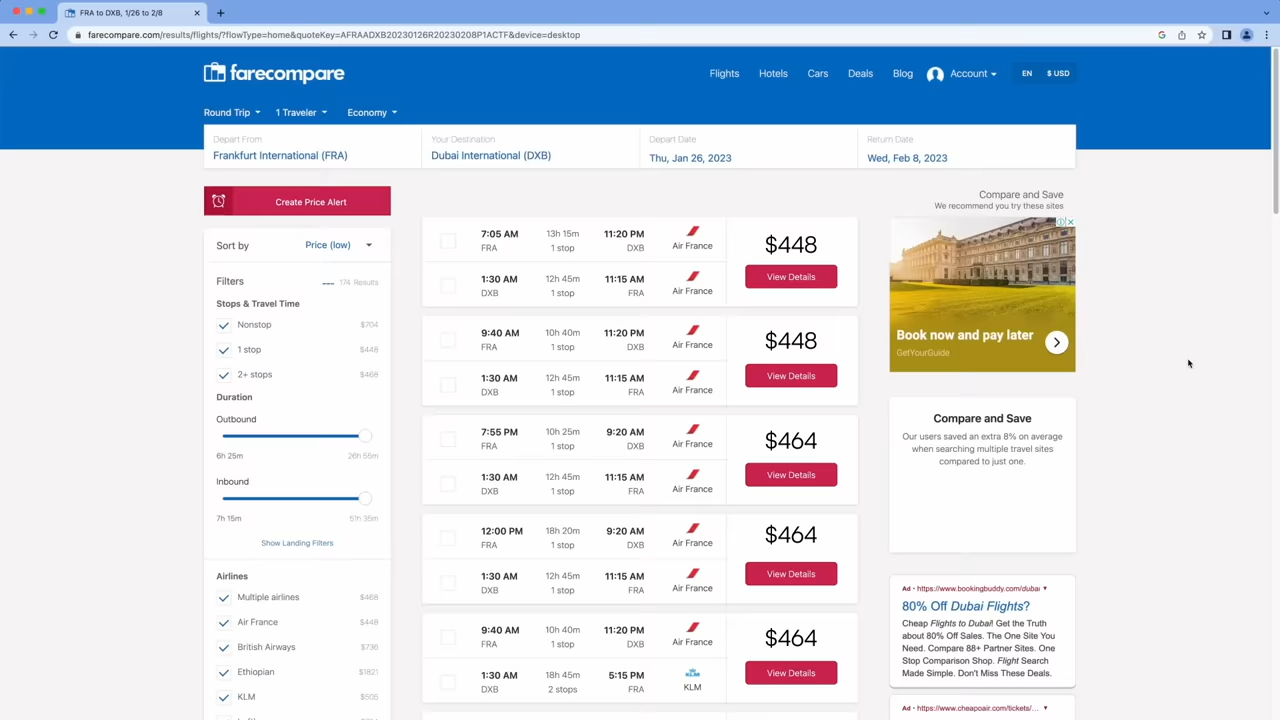 FRA to DXB, 1/26 to 2/8
farecompare.com/results/flights/?flowType=home&quoteKey=AFRAADXB20230126R20230208P1ACTF&device=desktop
farecompare
Flights Hotels Cars Deals Blog Account EN $ USD
Round Trip 1 Traveler Economy
Depart From Your Destination Depart Date Return Date
Frankfurt International (FRA) Dubai International (DXB) Thu, Jan 26, 2023 Wed, Feb 8, 2023
Create Price Alert
Sort by Price (low)
Filters 174 Results
Stops & Travel Time
Nonstop $704
1 stop $448
2+ stops $468
Duration
Outbound
6h 25m 26h 55m
Inbound
7h 15m 51h 35m
Show Landing Filters
Airlines
Multiple airlines $468
Air France $448
British Airways $736
Ethiopian $1821
KLM $505
7:05 AM 13h 15m 11:20 PM
FRA 1 stop DXB Air France
1:30 AM 12h 45m 11:15 AM
DXB 1 stop FRA Air France
$448
View Details
9:40 AM 10h 40m 11:20 PM
FRA 1 stop DXB Air France
1:30 AM 12h 45m 11:15 AM
DXB 1 stop FRA Air France
$448
View Details
7:55 PM 10h 25m 9:20 AM
FRA 1 stop DXB Air France
1:30 AM 12h 45m 11:15 AM
DXB 1 stop FRA Air France
$464
View Details
12:00 PM 18h 20m 9:20 AM
FRA 1 stop DXB Air France
1:30 AM 12h 45m 11:15 AM
DXB 1 stop FRA Air France
$464
View Details
9:40 AM 10h 40m 11:20 PM
FRA 1 stop DXB Air France
1:30 AM 18h 45m 5:15 PM
DXB 2 stops FRA KLM
$464
View Details
Compare and Save
We recommend you try these sites
Book now and pay later
GetYourGuide
Compare and Save
Our users saved an extra 8% on average
when searching multiple travel sites
compared to just one.
Ad • https://www.bookingbuddy.com/dubai
80% Off Dubai Flights?
Cheap Flights to Dubai! Get the Truth
about 80% Off Sales. The One Site You
Need. Compare 88+ Partner Sites. One
Stop Comparison Shop. Flight Search
Made Simple. Don't Miss These Deals.
Ad • https://www.cheapoair.com/tickets/...